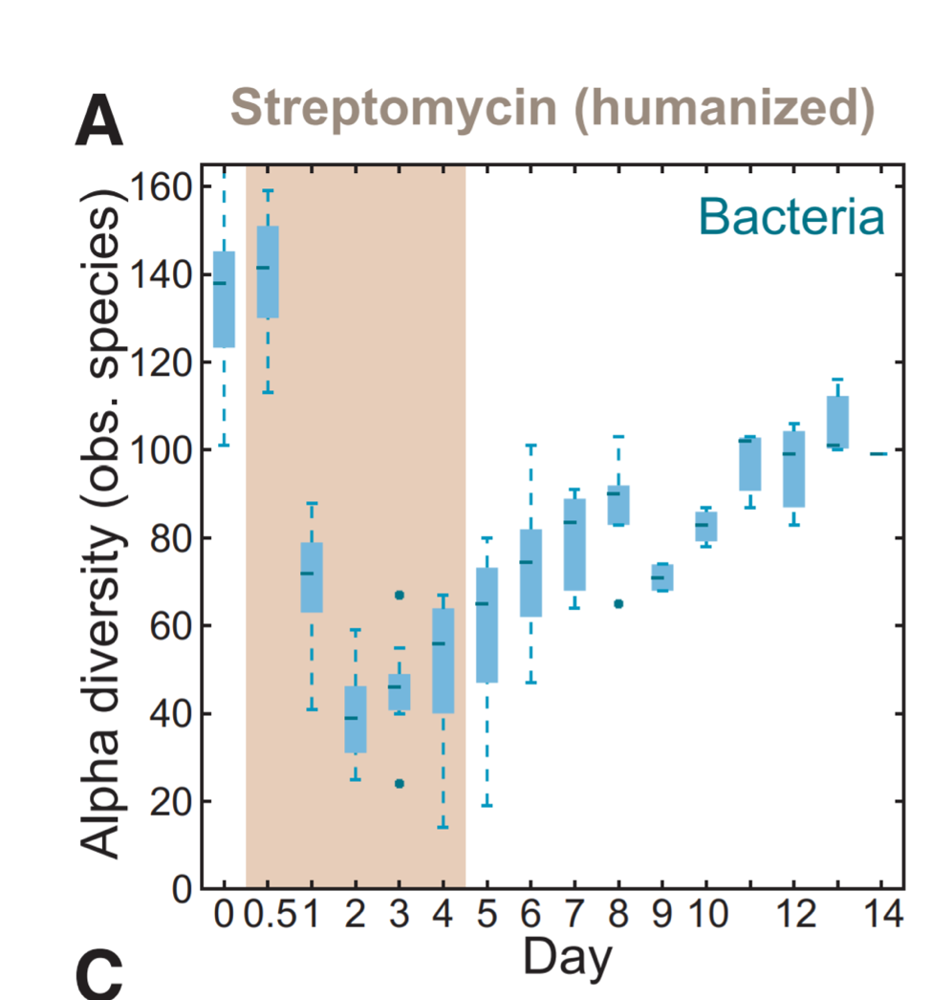 A
Streptomycin (humanized)
Bacteria
Alpha diversity (obs. species)
160
140
120
100
80
60
40
20
0
0 0.5 1 2 3 4 5 6 7 8 9 10 12 14
Day
C